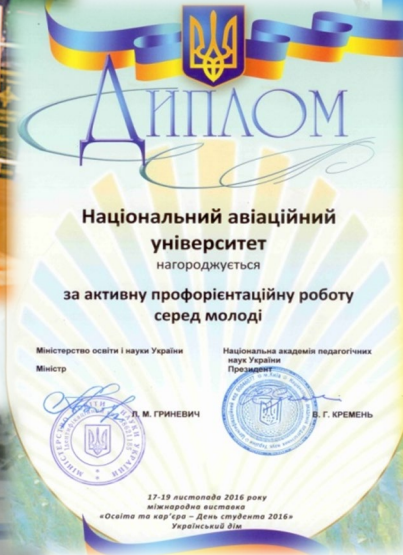 Диплом
Національний авіаційний
університет
нагороджується
за активну профорієнтаційну роботу
серед молоді
Міністерство освіти і науки України
Міністр
Національна академія педагогічних
наук України
Президент
Л. М. ГРИНЕВИЧ
В. Г. КРЕМЕНЬ
17-19 листопада 2016 року
міжнародна виставка
«Освіта та кар'єра – День студента 2016»
Український дім